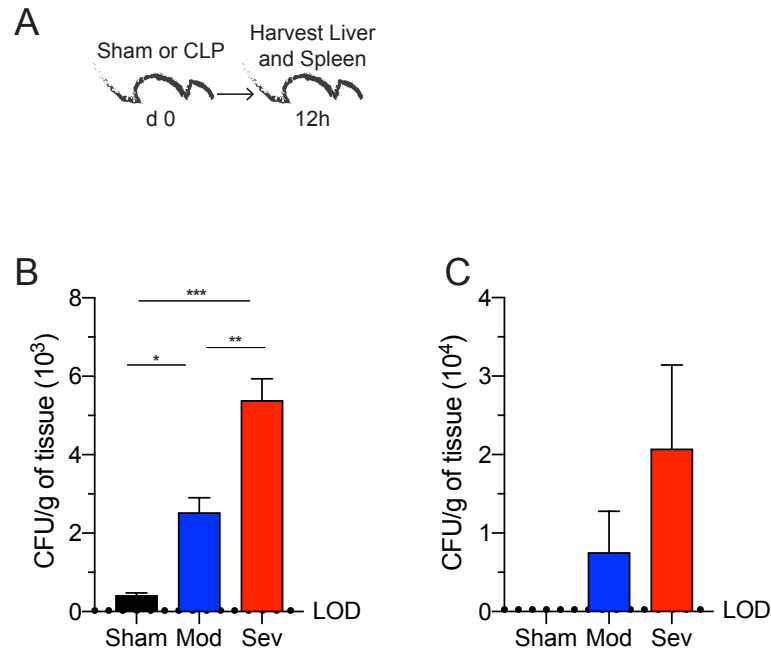 A
Sham or CLP
Harvest Liver
and Spleen
d 0
12h
B
CFU/g of tissue (10³)
8
6
4
2
0
***
**
*
LOD
Sham Mod Sev
C
CFU/g of tissue (10⁴)
4
3
2
1
0
LOD
Sham Mod Sev